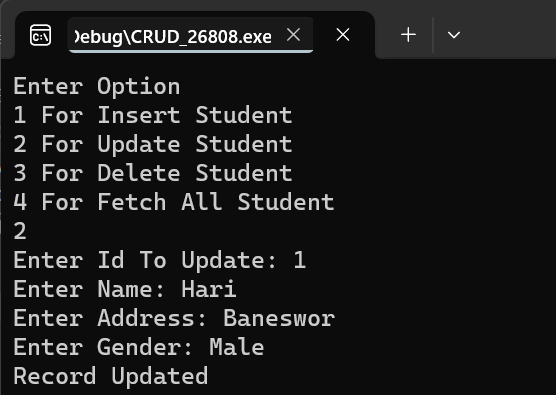 Debug\CRUD_26808.exe
Enter Option
1 For Insert Student
2 For Update Student
3 For Delete Student
4 For Fetch All Student
2
Enter Id To Update: 1
Enter Name: Hari
Enter Address: Baneswor
Enter Gender: Male
Record Updated